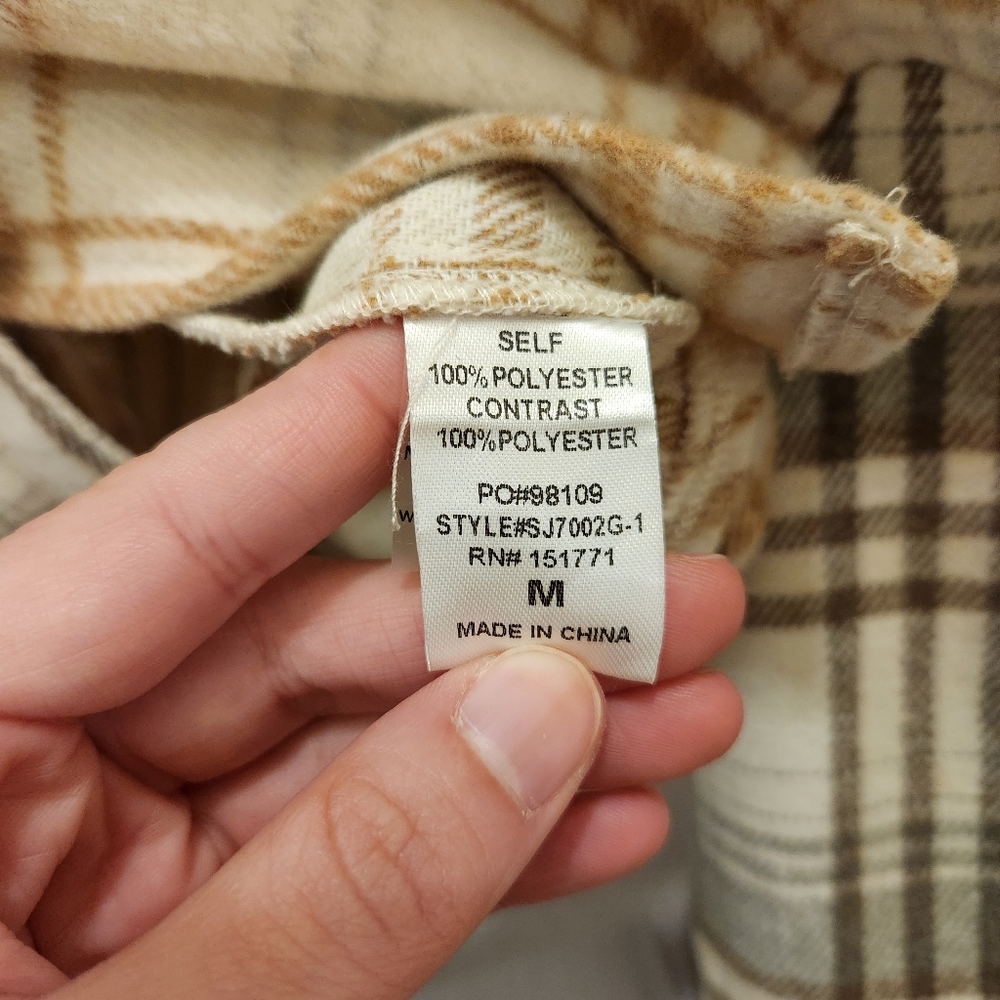 SELF
100% POLYESTER
CONTRAST
100%POLYESTER
PO#98109
STYLE#SJ7002G-1
RN# 151771
M
MADE IN CHINA